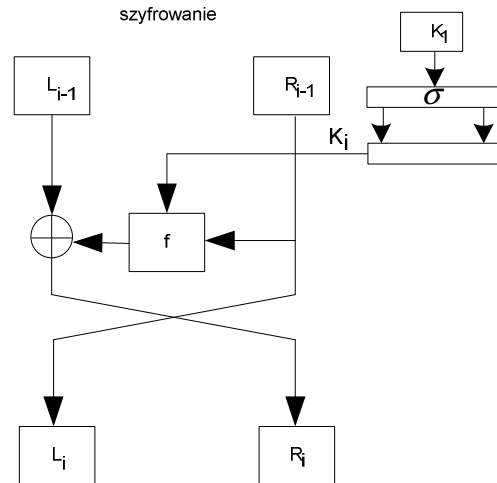 szyfrowanie
K1
σ
Li-1
Ri-1
Ki
f
Li
Ri